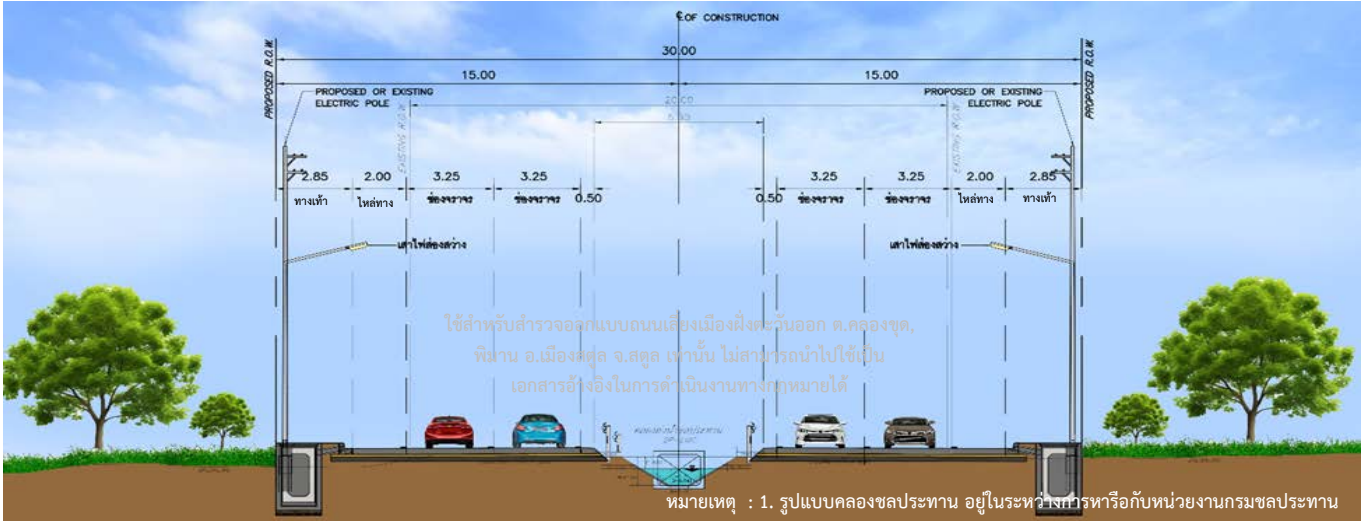 ℄ OF CONSTRUCTION
PROPOSED R.O.W.
30.00
PROPOSED R.O.W.
15.00
15.00
PROPOSED OR EXISTING
ELECTRIC POLE
PROPOSED OR EXISTING
ELECTRIC POLE
20.00
EXISTING R.O.W.
EXISTING R.O.W.
2.85
2.00
3.25
3.25
0.50
0.50
3.25
3.25
2.00
2.85
ทางเท้า
ไหล่ทาง
ช่องจราจร
ช่องจราจร
ช่องจราจร
ช่องจราจร
ไหล่ทาง
ทางเท้า
เสาไฟส่องสว่าง
เสาไฟส่องสว่าง
ใช้สำหรับสำรวจออกแบบถนนเลี่ยงเมืองฝั่งตะวันออก ต.คลองขุด,
พิมาน อ.เมืองสตูล จ.สตูล เท่านั้น ไม่สามารถนำไปใช้เป็น
เอกสารอ้างอิงในการดำเนินงานทางกฎหมายได้
หมายเหตุ : 1. รูปแบบคลองชลประทาน อยู่ในระหว่างการหารือกับหน่วยงานกรมชลประทาน